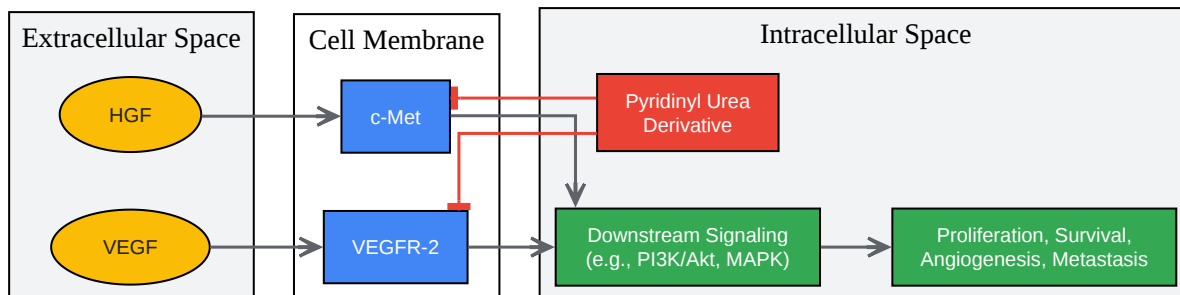 Extracellular Space
Cell Membrane
Intracellular Space
HGF
c-Met
Pyridinyl Urea
Derivative
VEGF
VEGFR-2
Downstream Signaling
(e.g., PI3K/Akt, MAPK)
Proliferation, Survival,
Angiogenesis, Metastasis